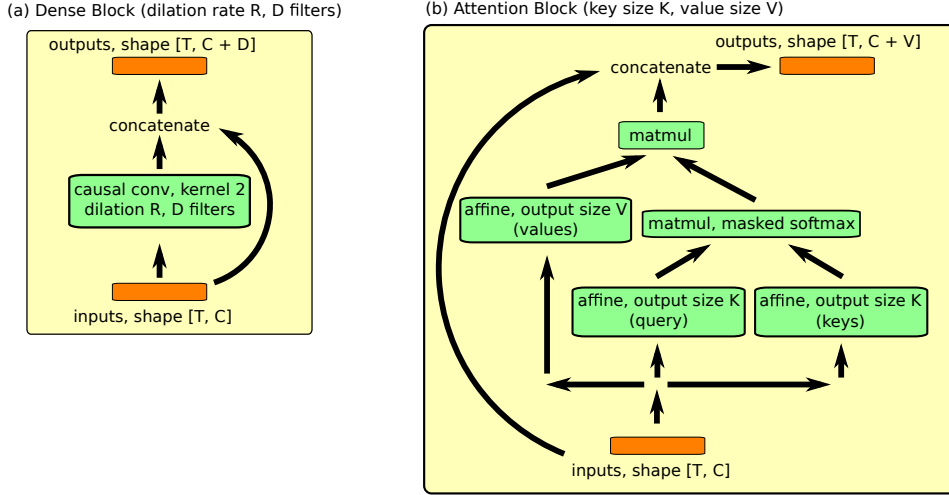 (a) Dense Block (dilation rate R, D filters)
outputs, shape [T, C + D]
concatenate
causal conv, kernel 2
dilation R, D filters
inputs, shape [T, C]
(b) Attention Block (key size K, value size V)
outputs, shape [T, C + V]
concatenate
matmul
affine, output size V
(values)
matmul, masked softmax
affine, output size K
(query)
affine, output size K
(keys)
inputs, shape [T, C]